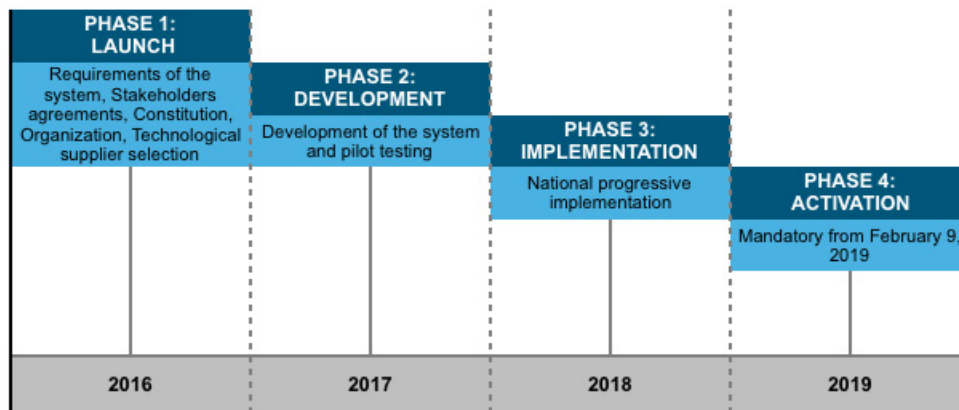 PHASE 1:
LAUNCH
Requirements of the
system, Stakeholders
agreements, Constitution,
Organization, Technological
supplier selection
PHASE 2:
DEVELOPMENT
Development of the system
and pilot testing
PHASE 3:
IMPLEMENTATION
National progressive
implementation
PHASE 4:
ACTIVATION
Mandatory from February 9,
2019
2016
2017
2018
2019